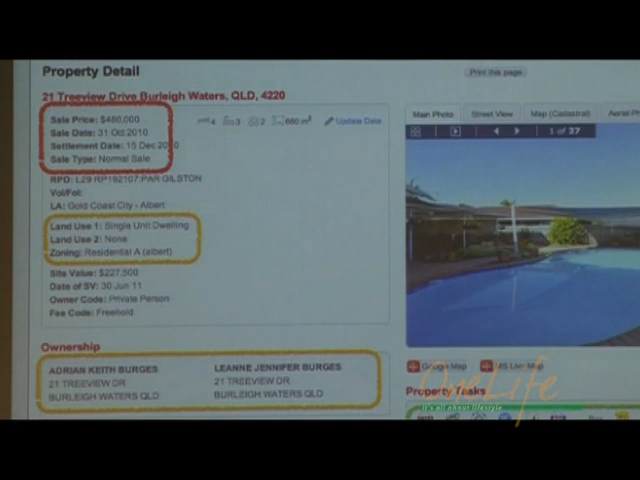 Property Detail
Print this page
21 Treeview Drive Burleigh Waters, QLD, 4220
Sale Price: $460,000
Sale Date: 31 Oct 2010
Settlement Date: 15 Dec 2010
Sale Type: Normal Sale
4 3 2 660 m²
Update Data
RPD: L29 RP192107:PAR GILSTON
Vol/Fol:
LA: Gold Coast City - Albert
Land Use 1: Single Unit Dwelling
Land Use 2: None
Zoning: Residential A (albert)
Site Value: $227,500
Date of SV: 30 Jun 11
Owner Code: Private Person
Fee Code: Freehold
Main Photo Street View Map (Cadastral) Aerial
1 of 27
Ownership
ADRIAN KEITH BURGES LEANNE JENNIFER BURGES
21 TREEVIEW DR 21 TREEVIEW DR
BURLEIGH WATERS QLD BURLEIGH WATERS QLD
Google Map MS Live Map
Property Tasks
OneLife
it's all about lifestyle